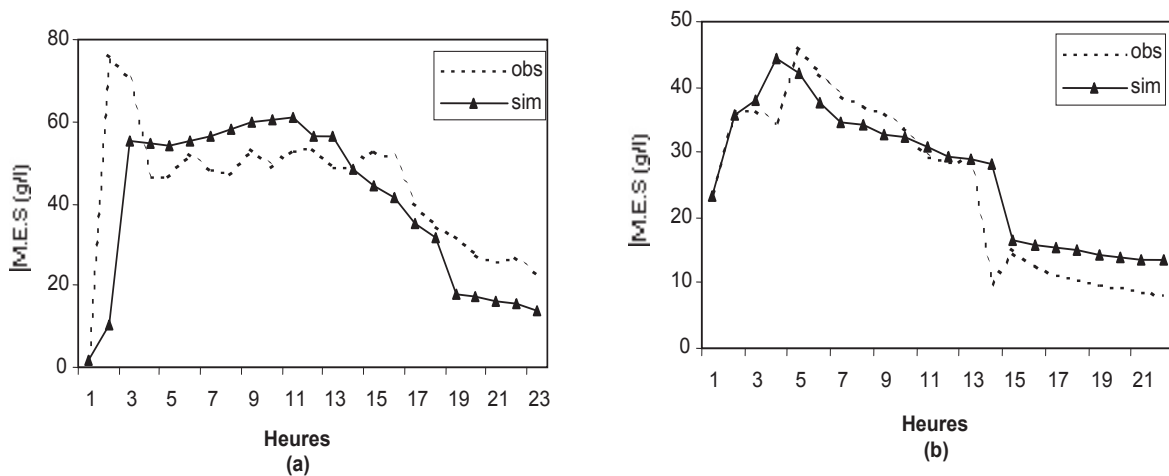 80
60
40
20
0
[M.E.S (g/l)
obs
sim
1 3 5 7 9 11 13 15 17 19 21 23
Heures
(a)
50
40
30
20
10
0
[M.E.S (g/l)
obs
sim
1 3 5 7 9 11 13 15 17 19 21
Heures
(b)